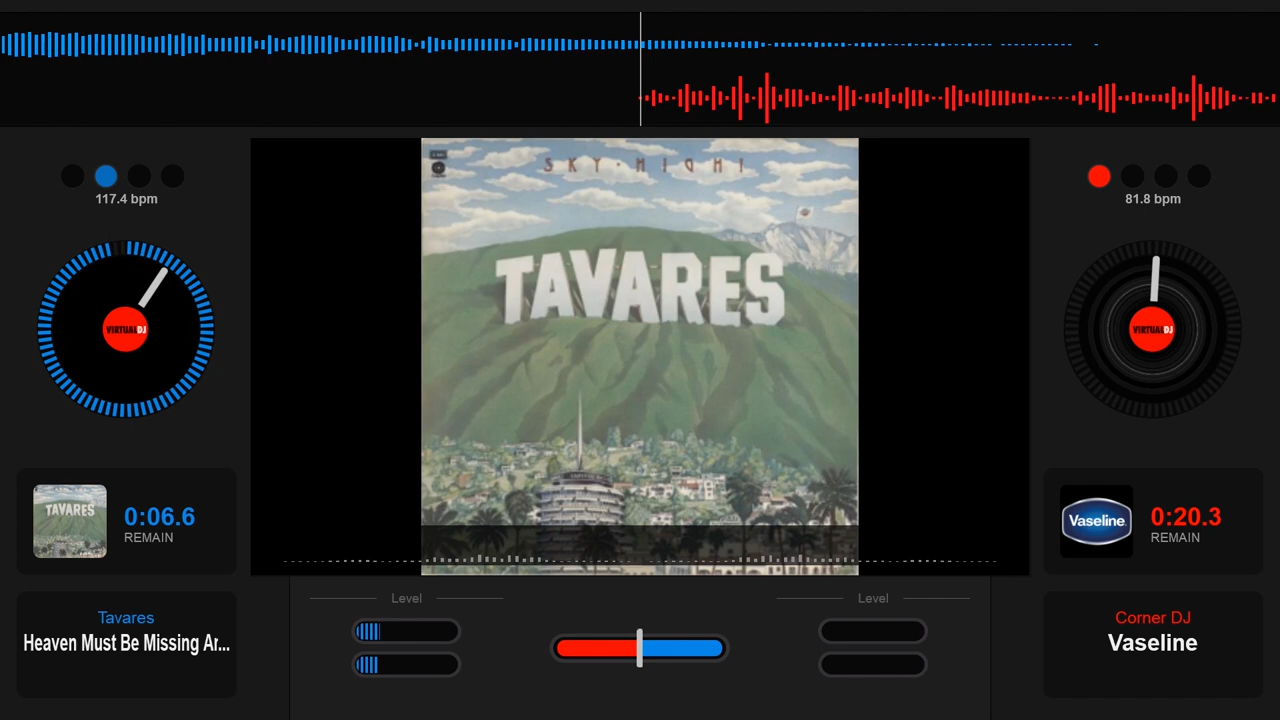 SKY·HIGH!
TAVARES
117.4 bpm
81.8 bpm
VIRTUALDJ
VIRTUALDJ
TAVARES
0:06.6
REMAIN
Vaseline
0:20.3
REMAIN
Level
Level
Tavares
Heaven Must Be Missing Ar...
Corner DJ
Vaseline